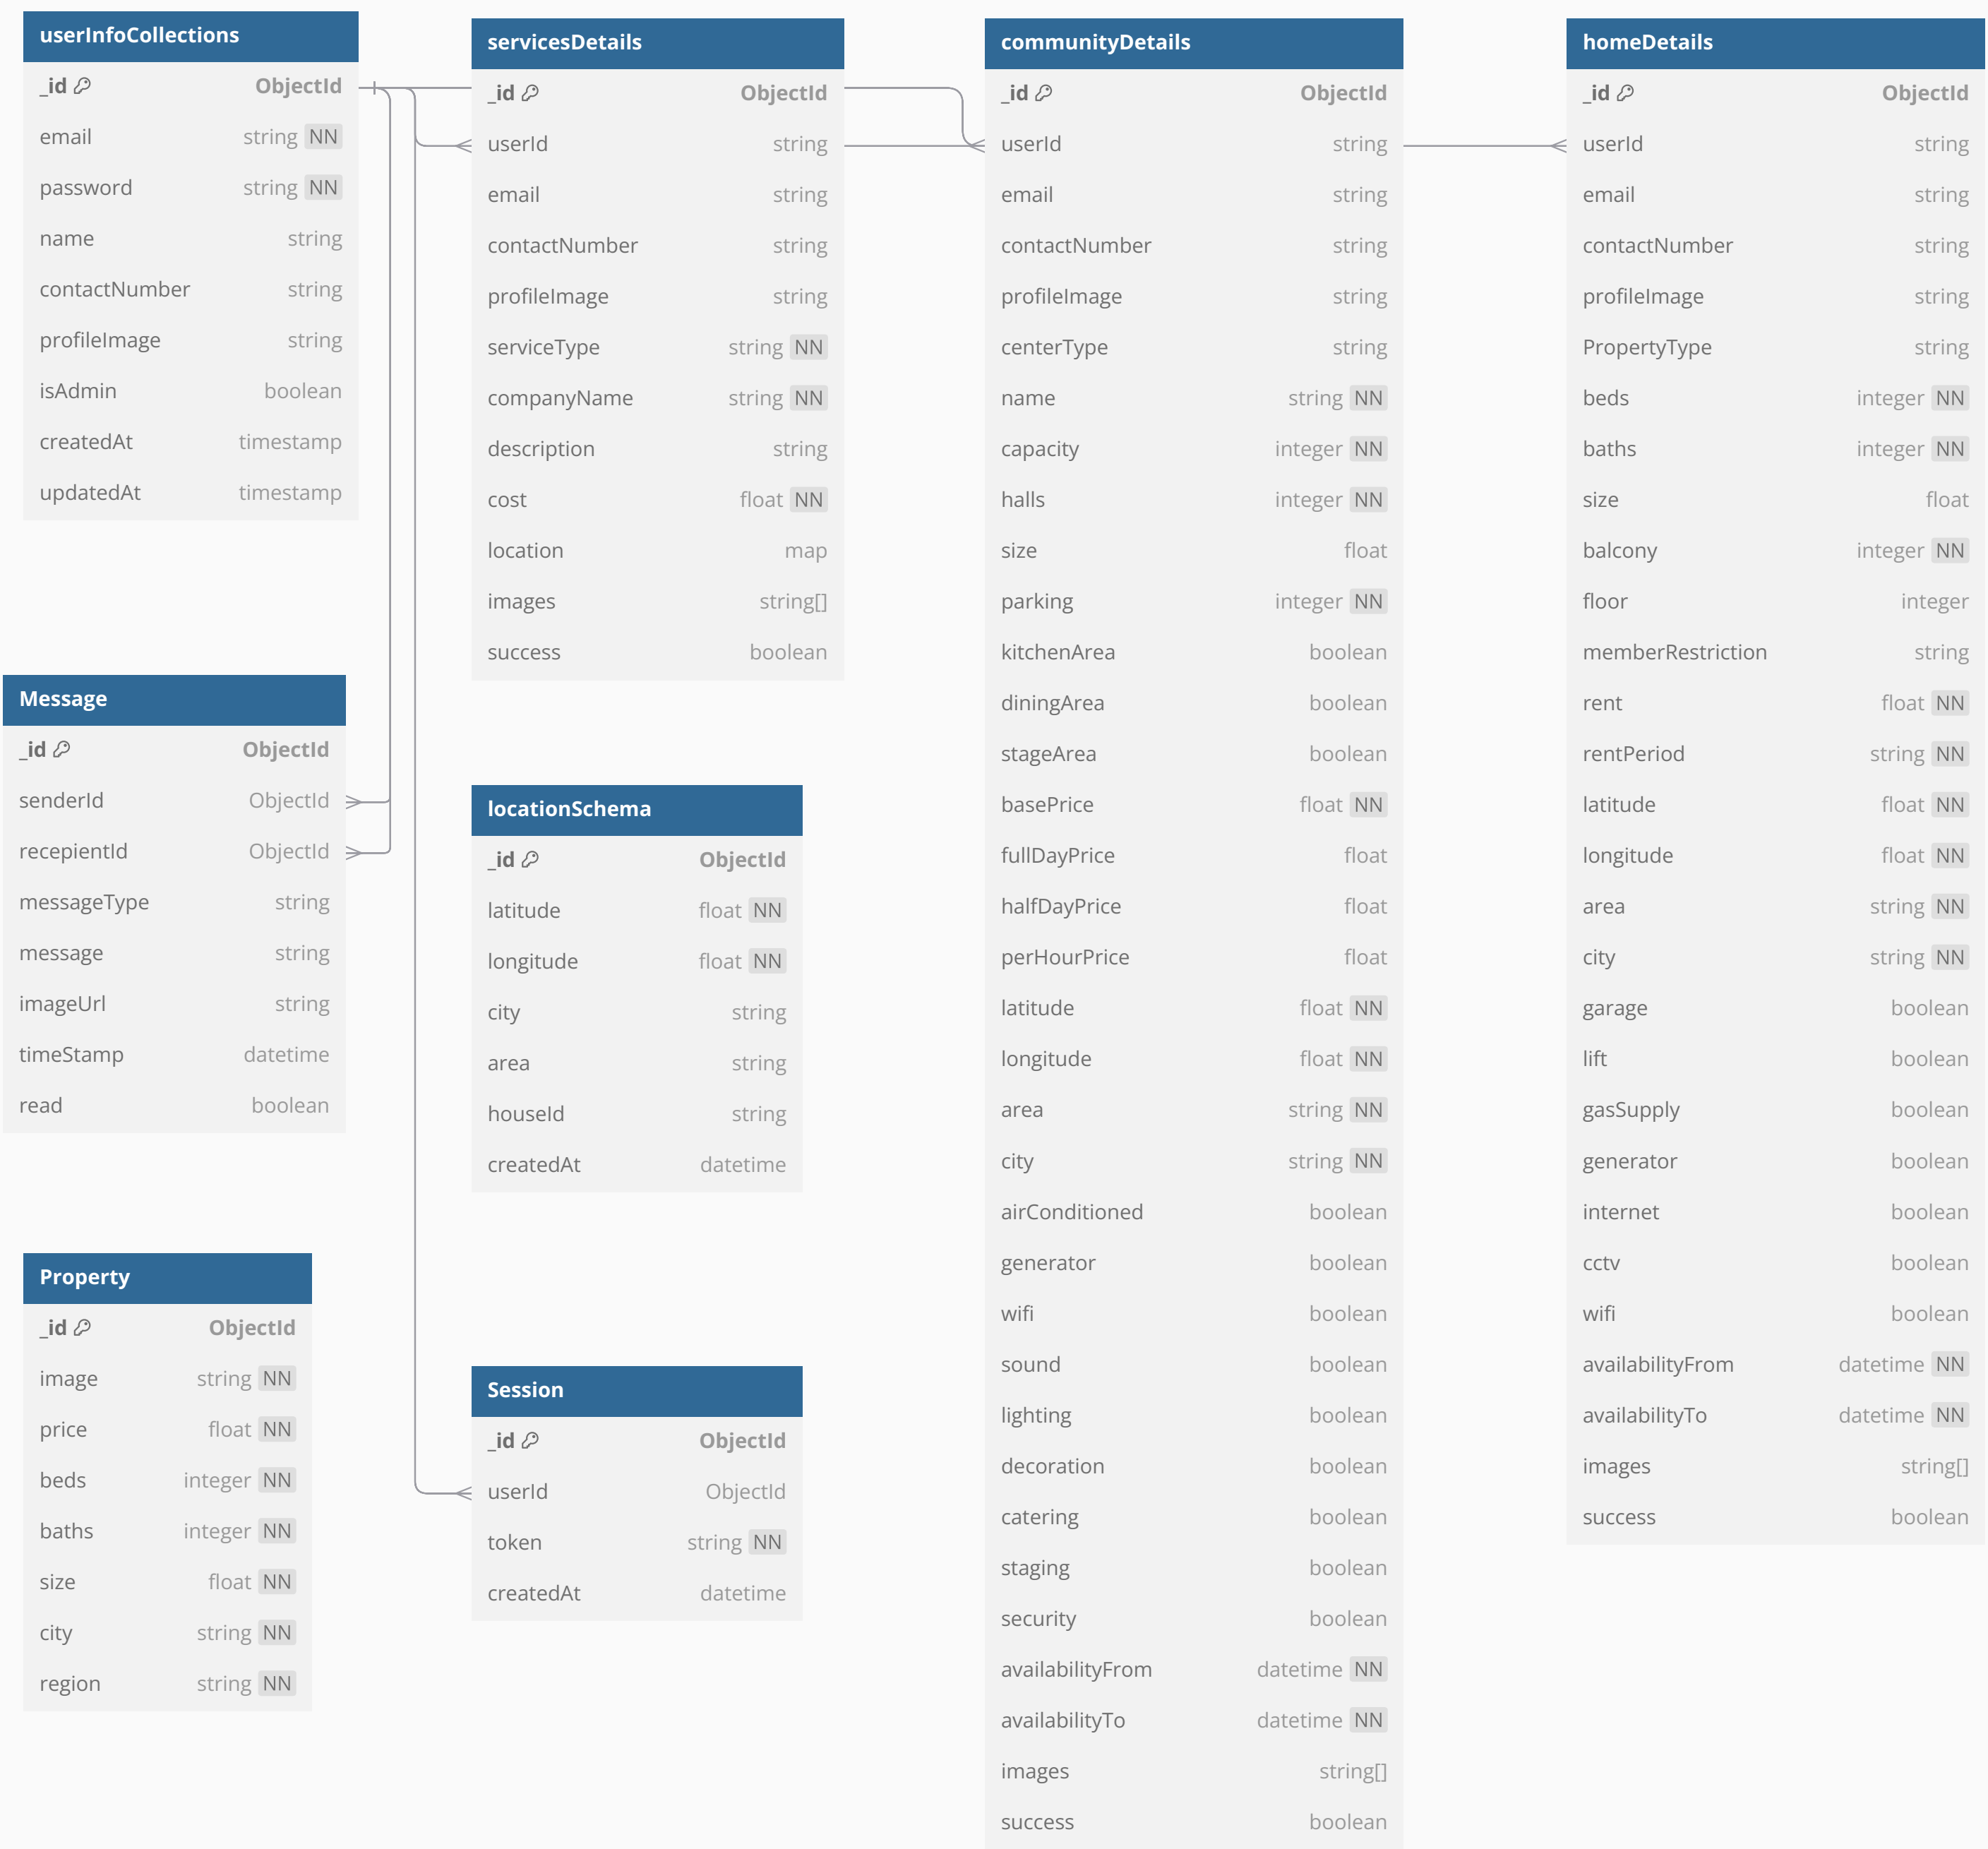 userInfoCollections
_id ObjectId
email string NN
password string NN
name string
contactNumber string
profileImage string
isAdmin boolean
createdAt timestamp
updatedAt timestamp
Message
_id ObjectId
senderId ObjectId
recepientId ObjectId
messageType string
message string
imageUrl string
timeStamp datetime
read boolean
Property
_id ObjectId
image string NN
price float NN
beds integer NN
baths integer NN
size float NN
city string NN
region string NN
servicesDetails
_id ObjectId
userId string
email string
contactNumber string
profileImage string
serviceType string NN
companyName string NN
description string
cost float NN
location map
images string[]
success boolean
locationSchema
_id ObjectId
latitude float NN
longitude float NN
city string
area string
houseId string
createdAt datetime
Session
_id ObjectId
userId ObjectId
token string NN
createdAt datetime
communityDetails
_id ObjectId
userId string
email string
contactNumber string
profileImage string
centerType string
name string NN
capacity integer NN
halls integer NN
size float
parking integer NN
kitchenArea boolean
diningArea boolean
stageArea boolean
basePrice float NN
fullDayPrice float
halfDayPrice float
perHourPrice float
latitude float NN
longitude float NN
area string NN
city string NN
airConditioned boolean
generator boolean
wifi boolean
sound boolean
lighting boolean
decoration boolean
catering boolean
staging boolean
security boolean
availabilityFrom datetime NN
availabilityTo datetime NN
images string[]
success boolean
homeDetails
_id ObjectId
userId string
email string
contactNumber string
profileImage string
PropertyType string
beds integer NN
baths integer NN
size float
balcony integer NN
floor integer
memberRestriction string
rent float NN
rentPeriod string NN
latitude float NN
longitude float NN
area string NN
city string NN
garage boolean
lift boolean
gasSupply boolean
generator boolean
internet boolean
cctv boolean
wifi boolean
availabilityFrom datetime NN
availabilityTo datetime NN
images string[]
success boolean